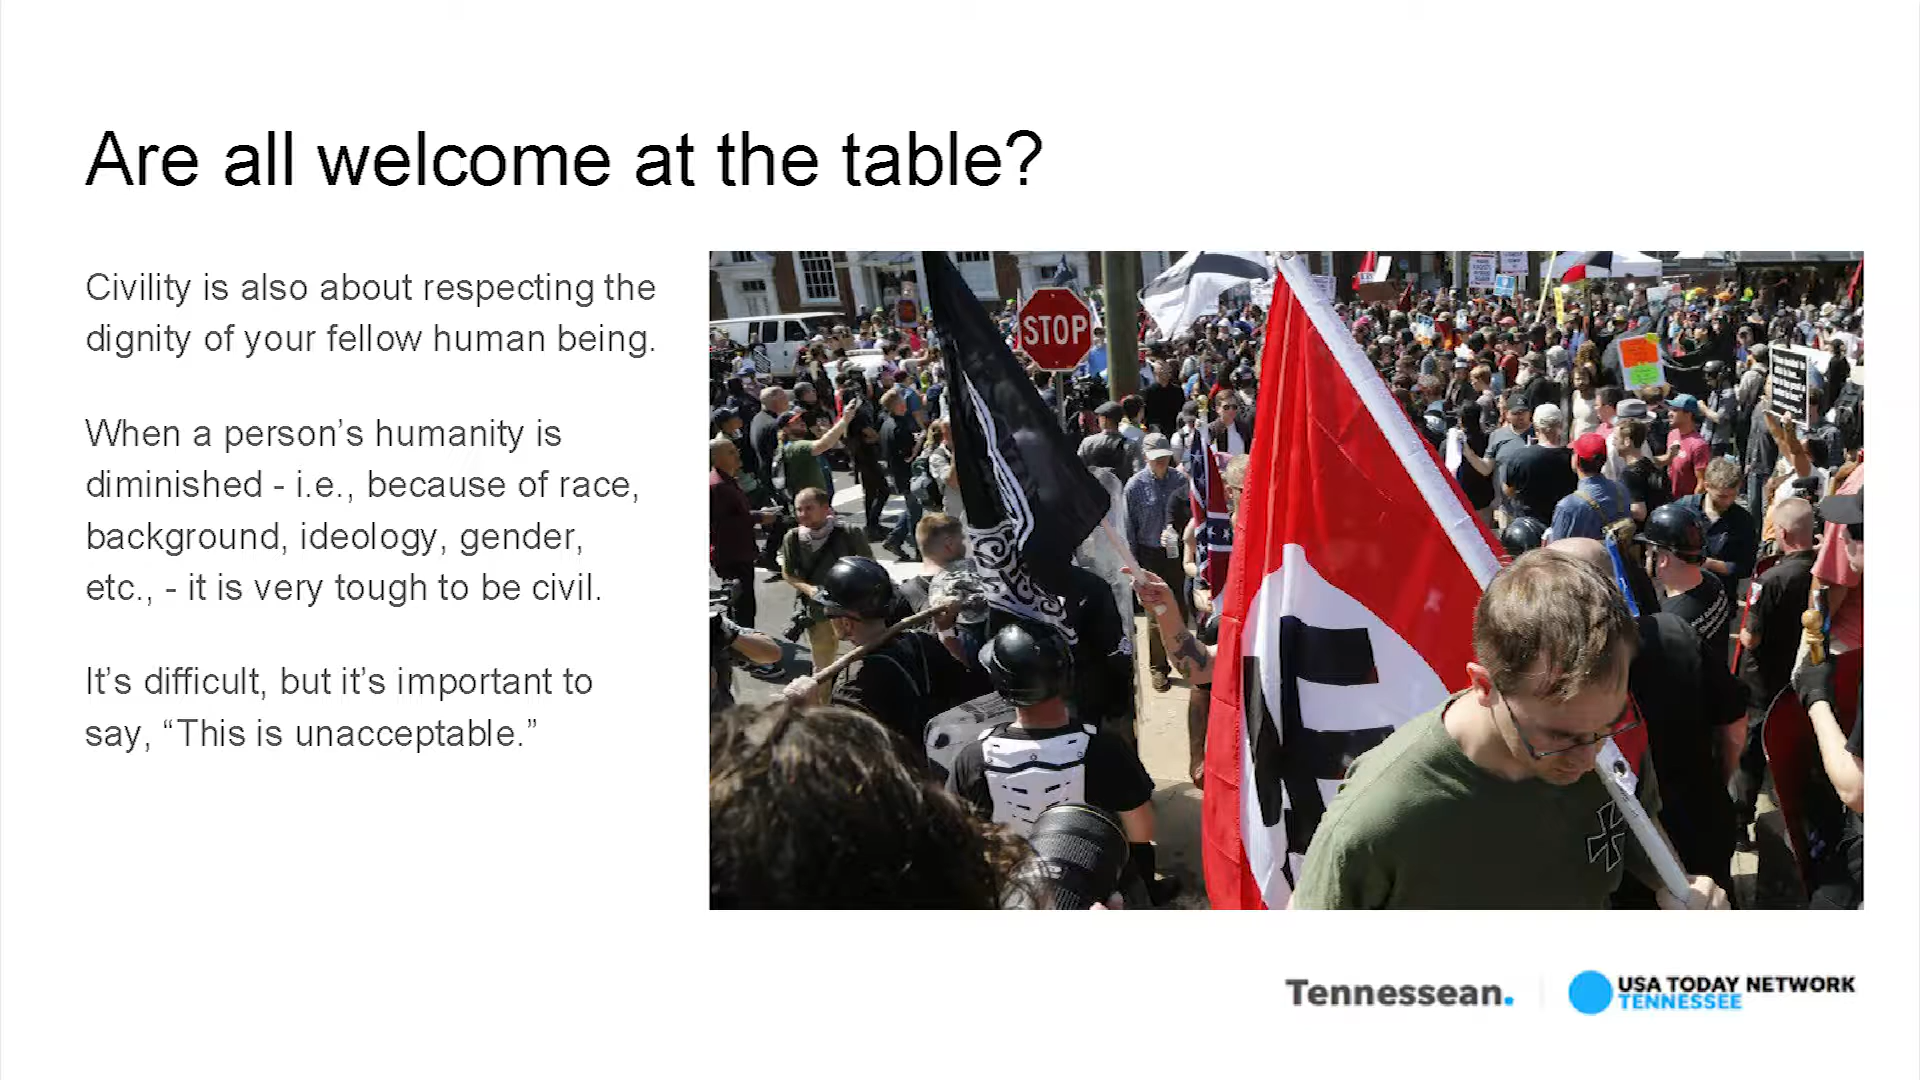 Are all welcome at the table?
Civility is also about respecting the
dignity of your fellow human being.
When a person’s humanity is
diminished - i.e., because of race,
background, ideology, gender,
etc., - it is very tough to be civil.
It’s difficult, but it’s important to
say, “This is unacceptable.”
STOP
Tennessean.
USA TODAY NETWORK
TENNESSEE